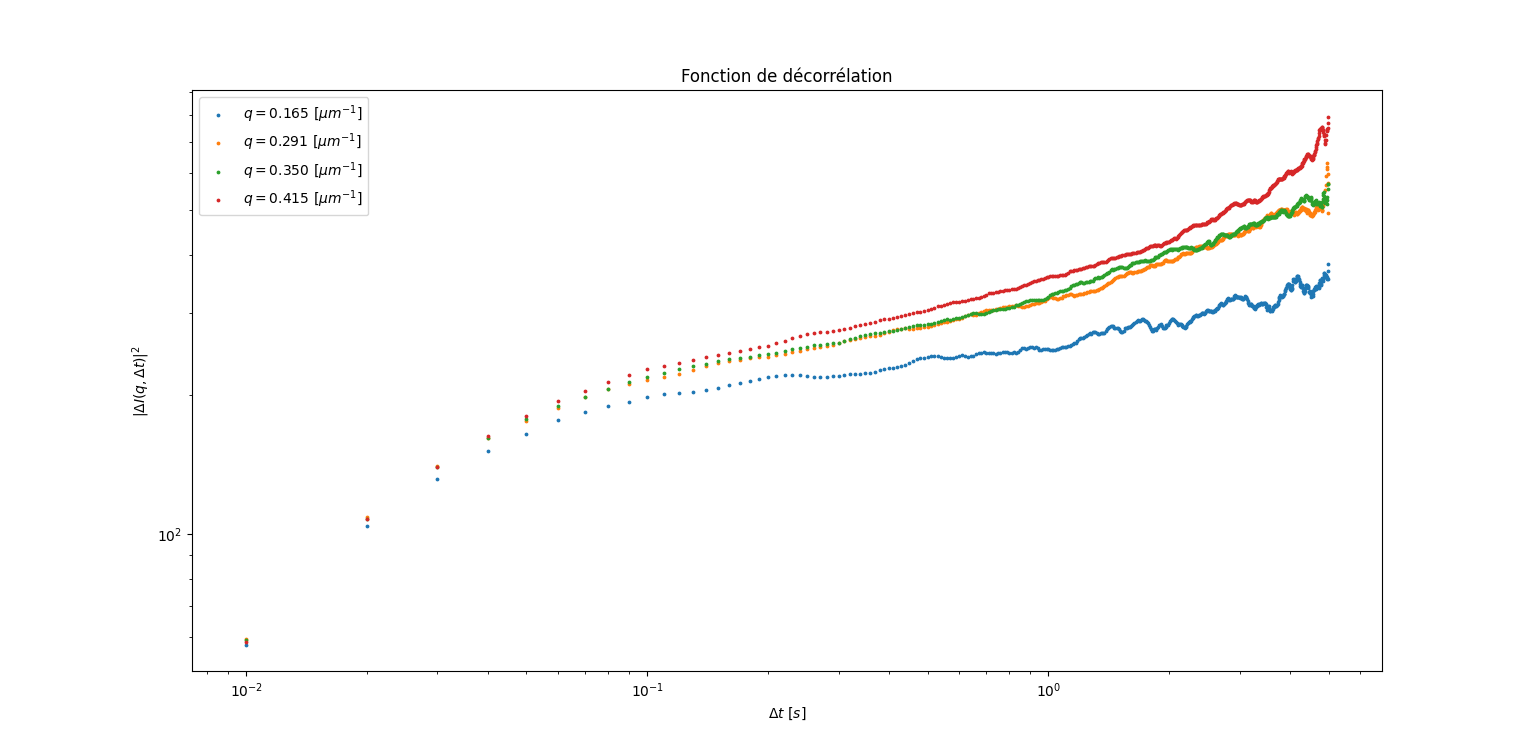 Fonction de décorrélation
q = 0.165 [μm⁻¹]
q = 0.291 [μm⁻¹]
q = 0.350 [μm⁻¹]
q = 0.415 [μm⁻¹]
|ΔI(q, Δt)|²
10²
10⁻² 10⁻¹ 10⁰
Δt [s]